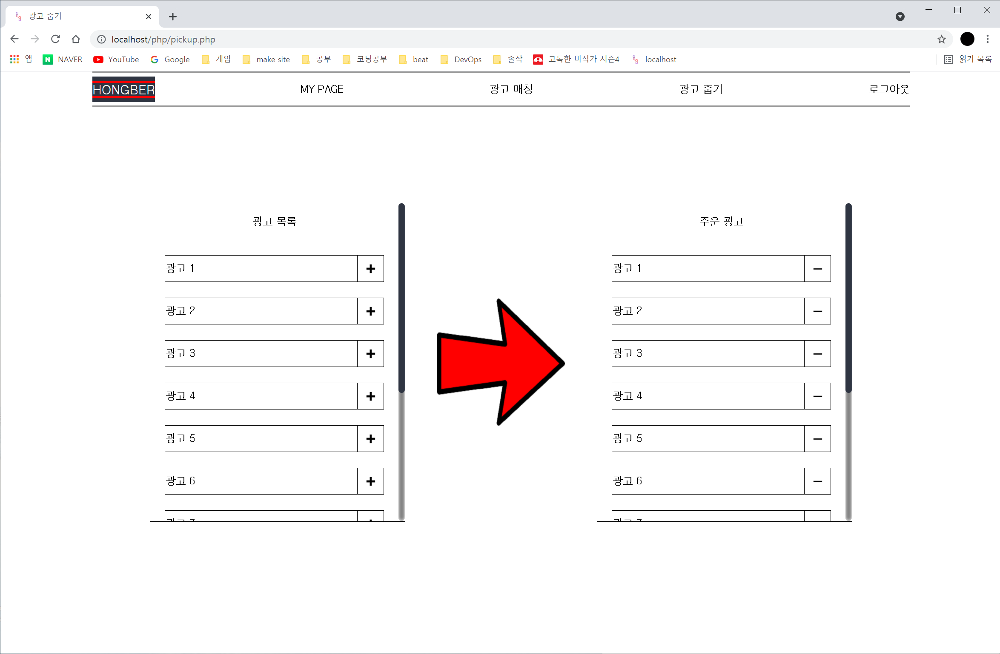 광고 줍기
localhost/php/pickup.php
앱 NAVER YouTube Google 게임 make site 공부 코딩공부 beat DevOps 졸작 고독한 미식가 시즌4 localhost 읽기 목록
HONGBER MY PAGE 광고 매칭 광고 줍기 로그아웃
광고 목록
광고 1
광고 2
광고 3
광고 4
광고 5
광고 6
주운 광고
광고 1
광고 2
광고 3
광고 4
광고 5
광고 6